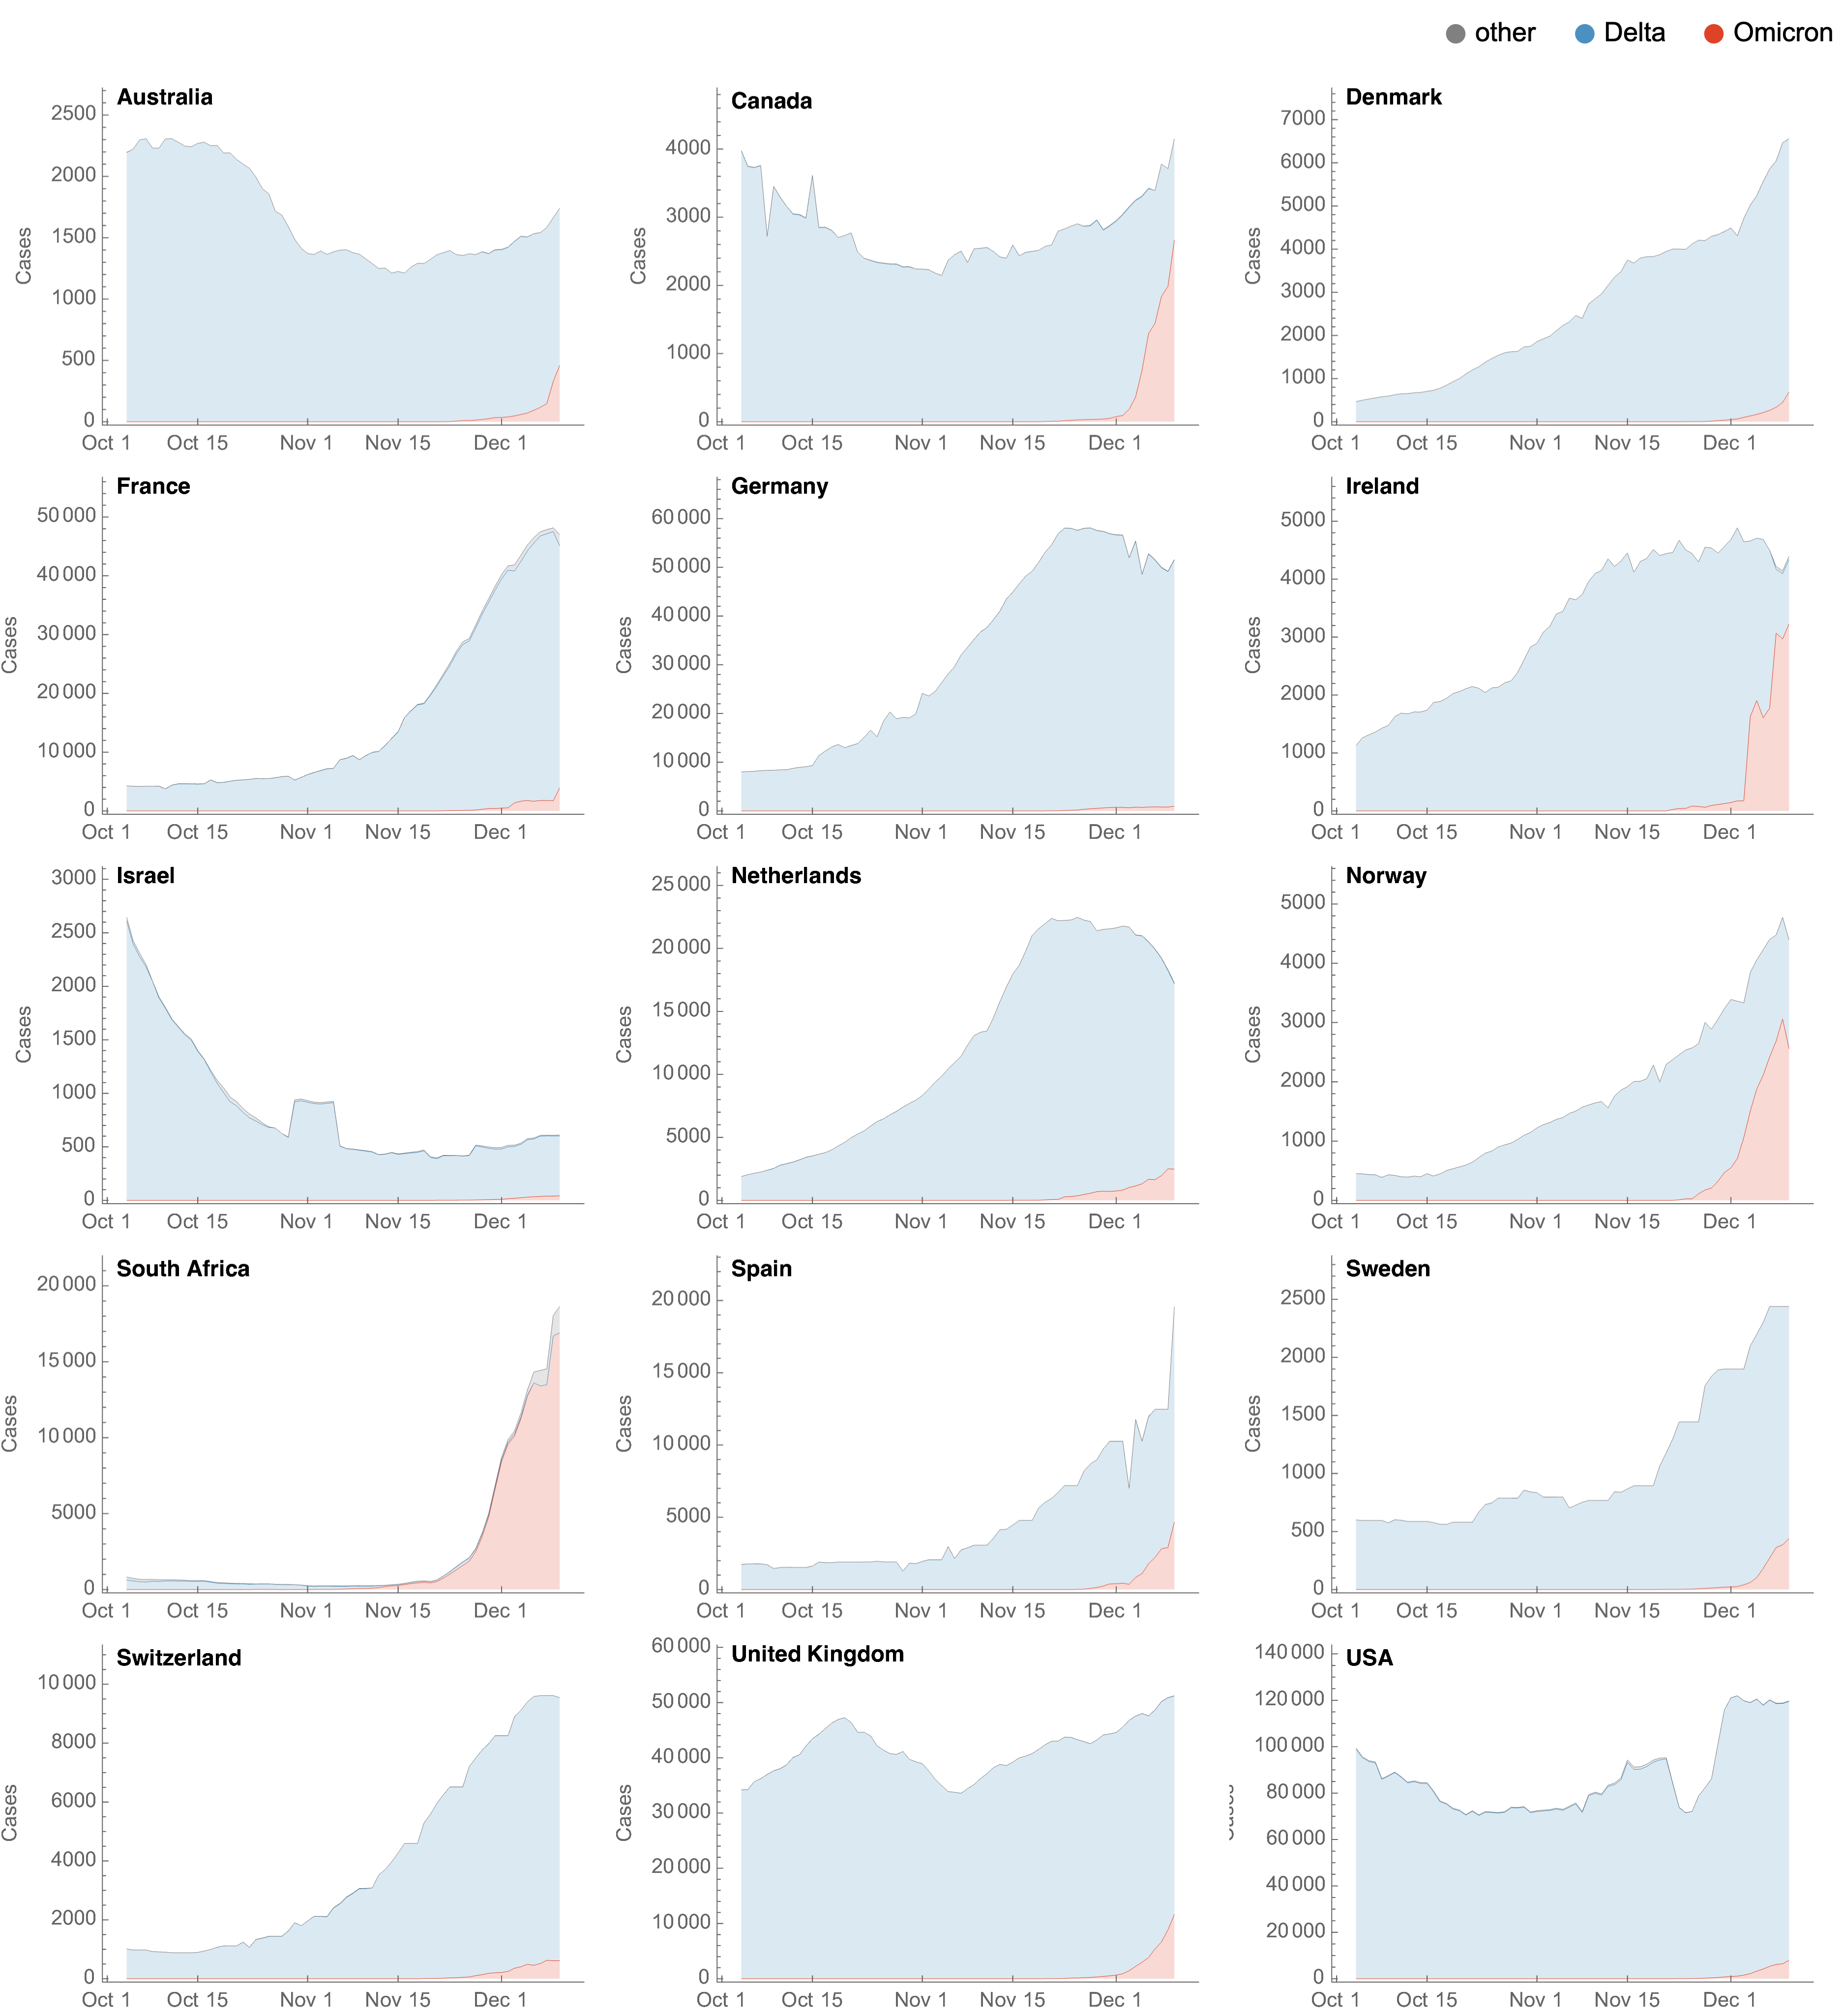 other Delta Omicron
Australia
2500
2000
1500
1000
500
0
Cases
Oct 1 Oct 15 Nov 1 Nov 15 Dec 1
Canada
4000
3000
2000
1000
0
Cases
Oct 1 Oct 15 Nov 1 Nov 15 Dec 1
Denmark
7000
6000
5000
4000
3000
2000
1000
0
Cases
Oct 1 Oct 15 Nov 1 Nov 15 Dec 1
France
50 000
40 000
30 000
20 000
10 000
0
Cases
Oct 1 Oct 15 Nov 1 Nov 15 Dec 1
Germany
60 000
50 000
40 000
30 000
20 000
10 000
0
Cases
Oct 1 Oct 15 Nov 1 Nov 15 Dec 1
Ireland
5000
4000
3000
2000
1000
0
Cases
Oct 1 Oct 15 Nov 1 Nov 15 Dec 1
Israel
3000
2500
2000
1500
1000
500
0
Cases
Oct 1 Oct 15 Nov 1 Nov 15 Dec 1
Netherlands
25 000
20 000
15 000
10 000
5000
0
Cases
Oct 1 Oct 15 Nov 1 Nov 15 Dec 1
Norway
5000
4000
3000
2000
1000
0
Cases
Oct 1 Oct 15 Nov 1 Nov 15 Dec 1
South Africa
20 000
15 000
10 000
5000
0
Cases
Oct 1 Oct 15 Nov 1 Nov 15 Dec 1
Spain
20 000
15 000
10 000
5000
0
Cases
Oct 1 Oct 15 Nov 1 Nov 15 Dec 1
Sweden
2500
2000
1500
1000
500
0
Cases
Oct 1 Oct 15 Nov 1 Nov 15 Dec 1
Switzerland
10 000
8000
6000
4000
2000
0
Cases
Oct 1 Oct 15 Nov 1 Nov 15 Dec 1
United Kingdom
60 000
50 000
40 000
30 000
20 000
10 000
0
Cases
Oct 1 Oct 15 Nov 1 Nov 15 Dec 1
USA
140 000
120 000
100 000
80 000
60 000
40 000
20 000
0
Cases
Oct 1 Oct 15 Nov 1 Nov 15 Dec 1